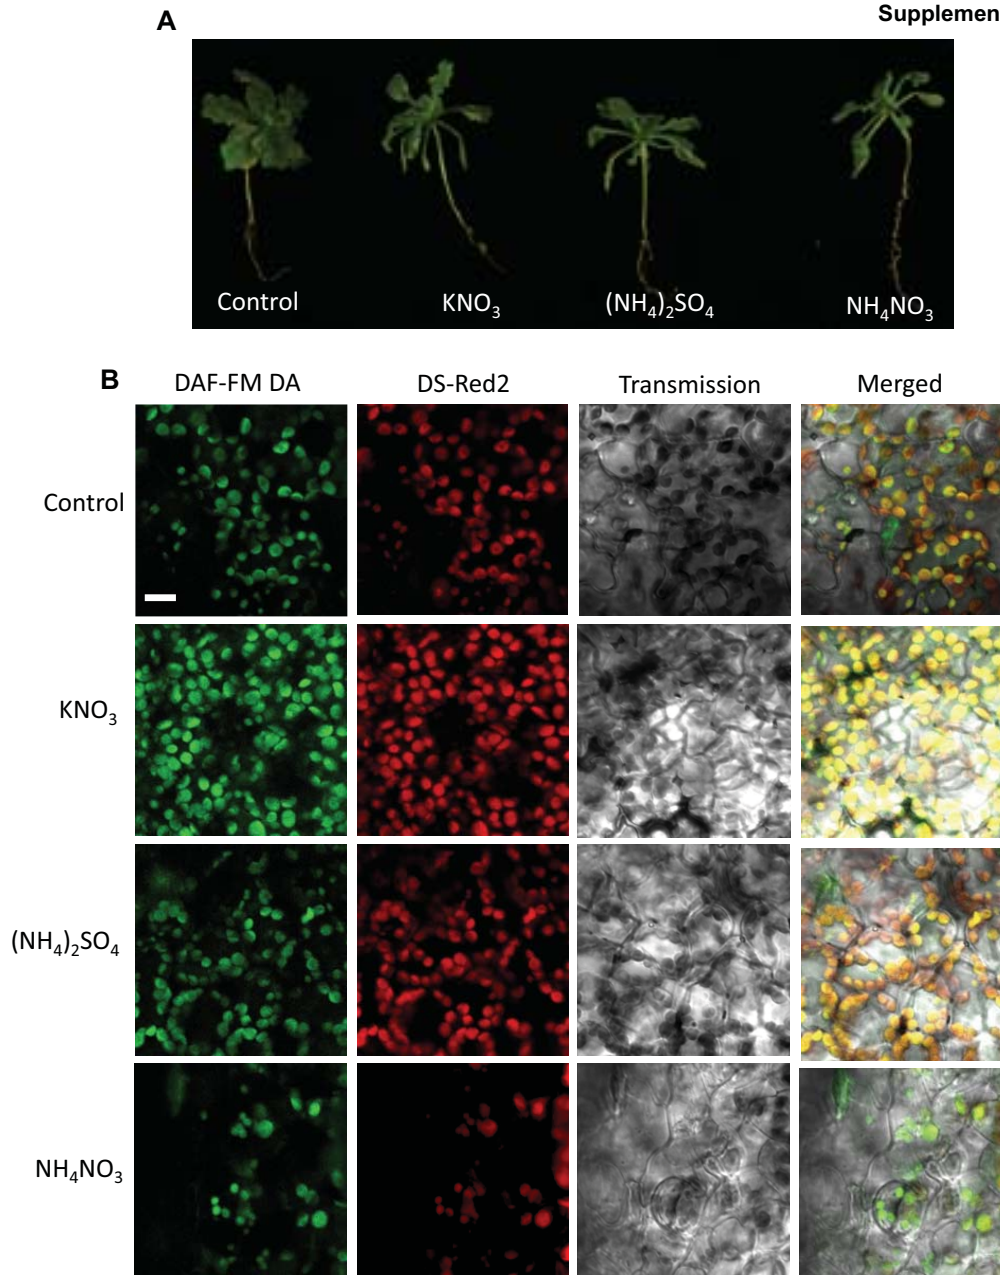 Supplemen
A
Control KNO₃ (NH₄)₂SO₄ NH₄NO₃
B
DAF-FM DA DS-Red2 Transmission Merged
Control
KNO₃
(NH₄)₂SO₄
NH₄NO₃